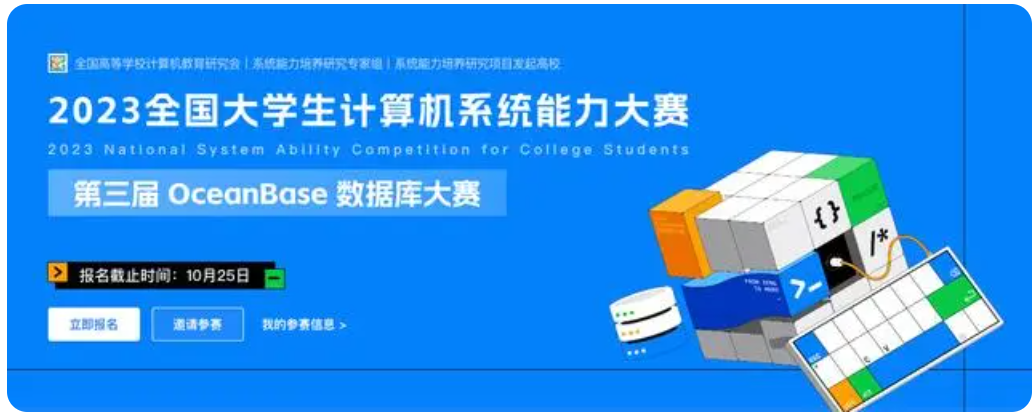 全国高等学校计算机教育研究会 | 系统能力培养研究专家组 | 系统能力培养研究项目发起高校
2023全国大学生计算机系统能力大赛
2023 National System Ability Competition for College Students
第三届 OceanBase 数据库大赛
报名截止时间：10月25日
立即报名
邀请参赛
我的参赛信息 >
{}
/*
FROM ZERO
TO HERO
>_
ESC
C
V